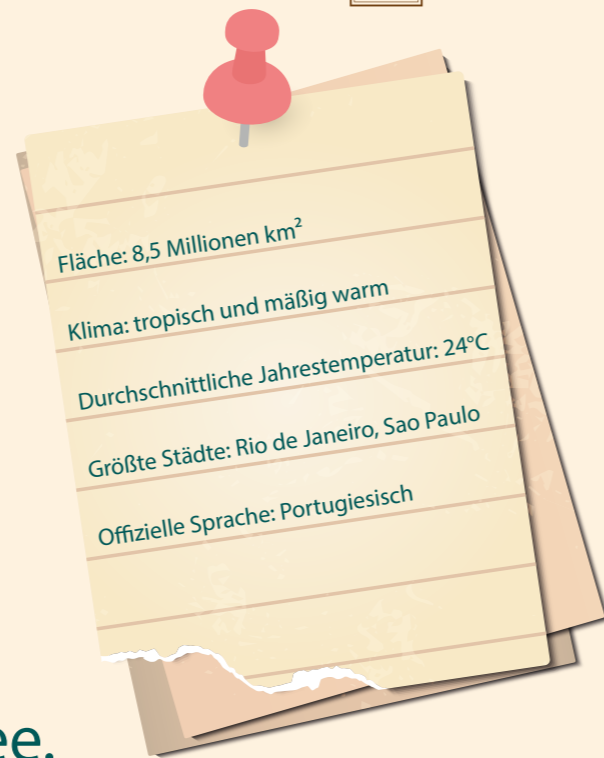 Fläche: 8,5 Millionen km²
Klima: tropisch und mäßig warm
Durchschnittliche Jahrestemperatur: 24°C
Größte Städte: Rio de Janeiro, Sao Paulo
Offizielle Sprache: Portugiesisch
ee.